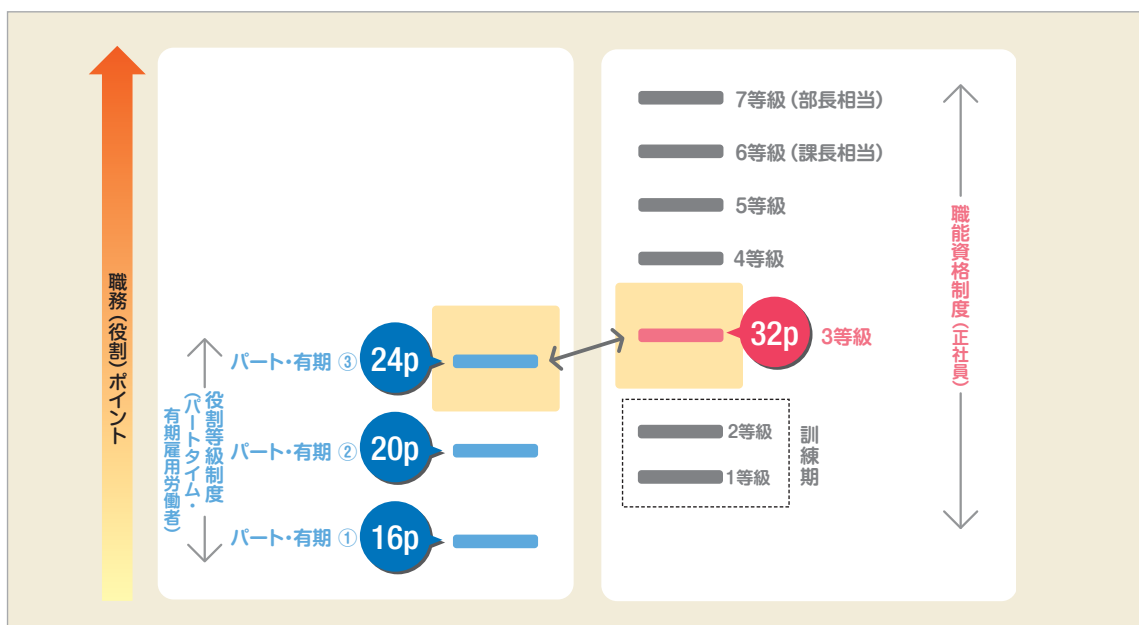 職務(役割)ポイント
役割等級制度
(パートタイム・
有期雇用労働者)
パート・有期 ③
24p
パート・有期 ②
20p
パート・有期 ①
16p
7等級(部長相当)
6等級(課長相当)
5等級
4等級
32p
3等級
2等級
1等級
訓練期
職能資格制度(正社員)